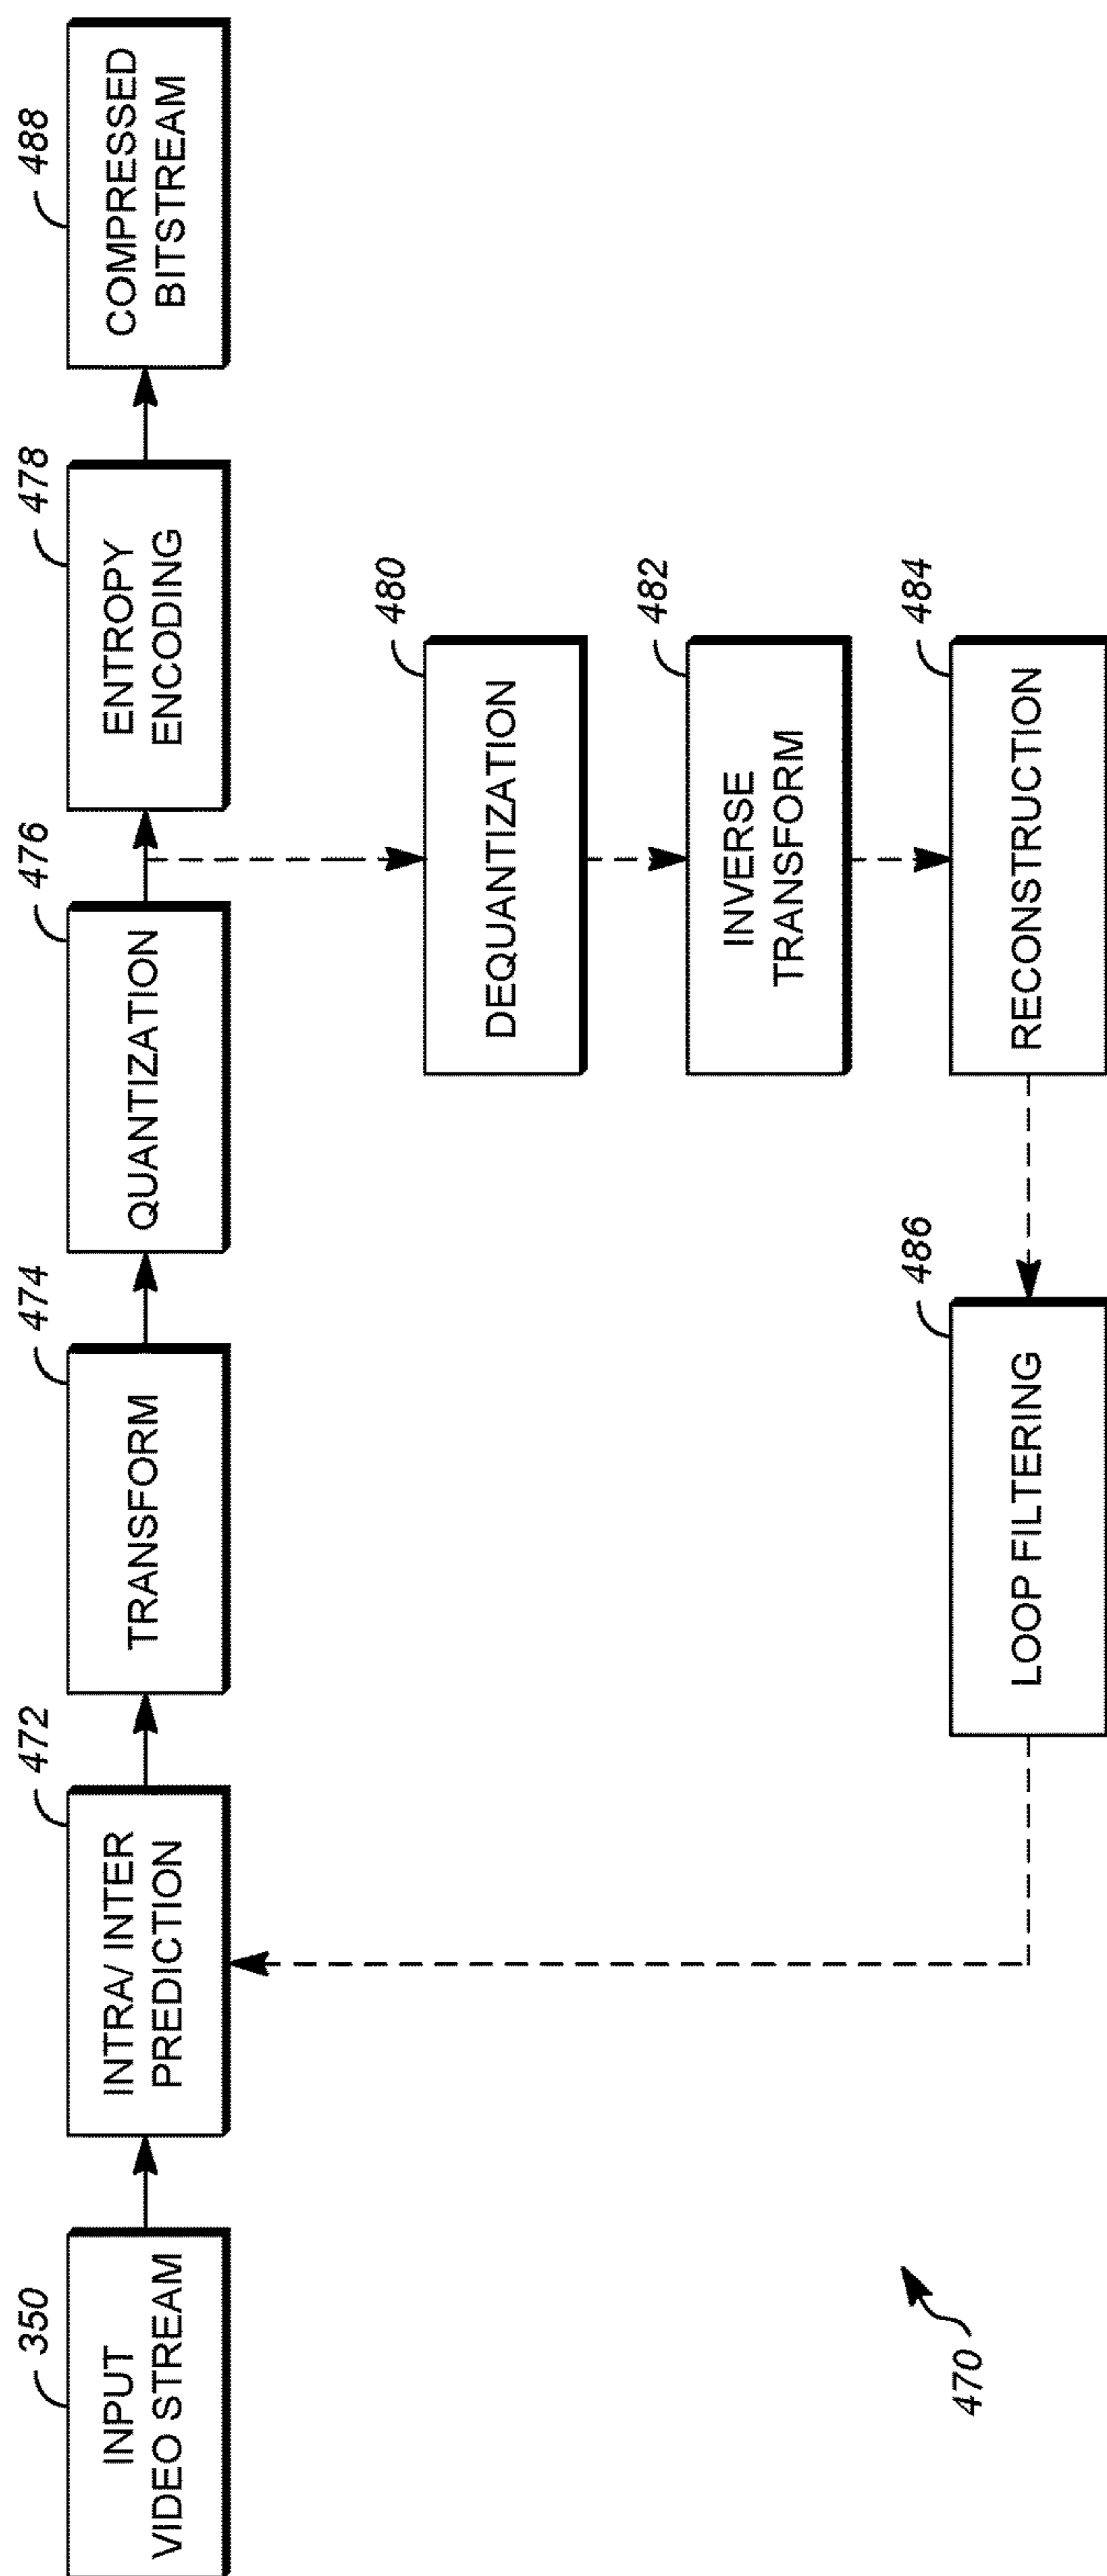 350
INPUT
VIDEO STREAM
472
INTRA/ INTER
PREDICTION
474
TRANSFORM
476
QUANTIZATION
478
ENTROPY
ENCODING
488
COMPRESSED
BITSTREAM
480
DEQUANTIZATION
482
INVERSE
TRANSFORM
484
RECONSTRUCTION
486
LOOP FILTERING
470